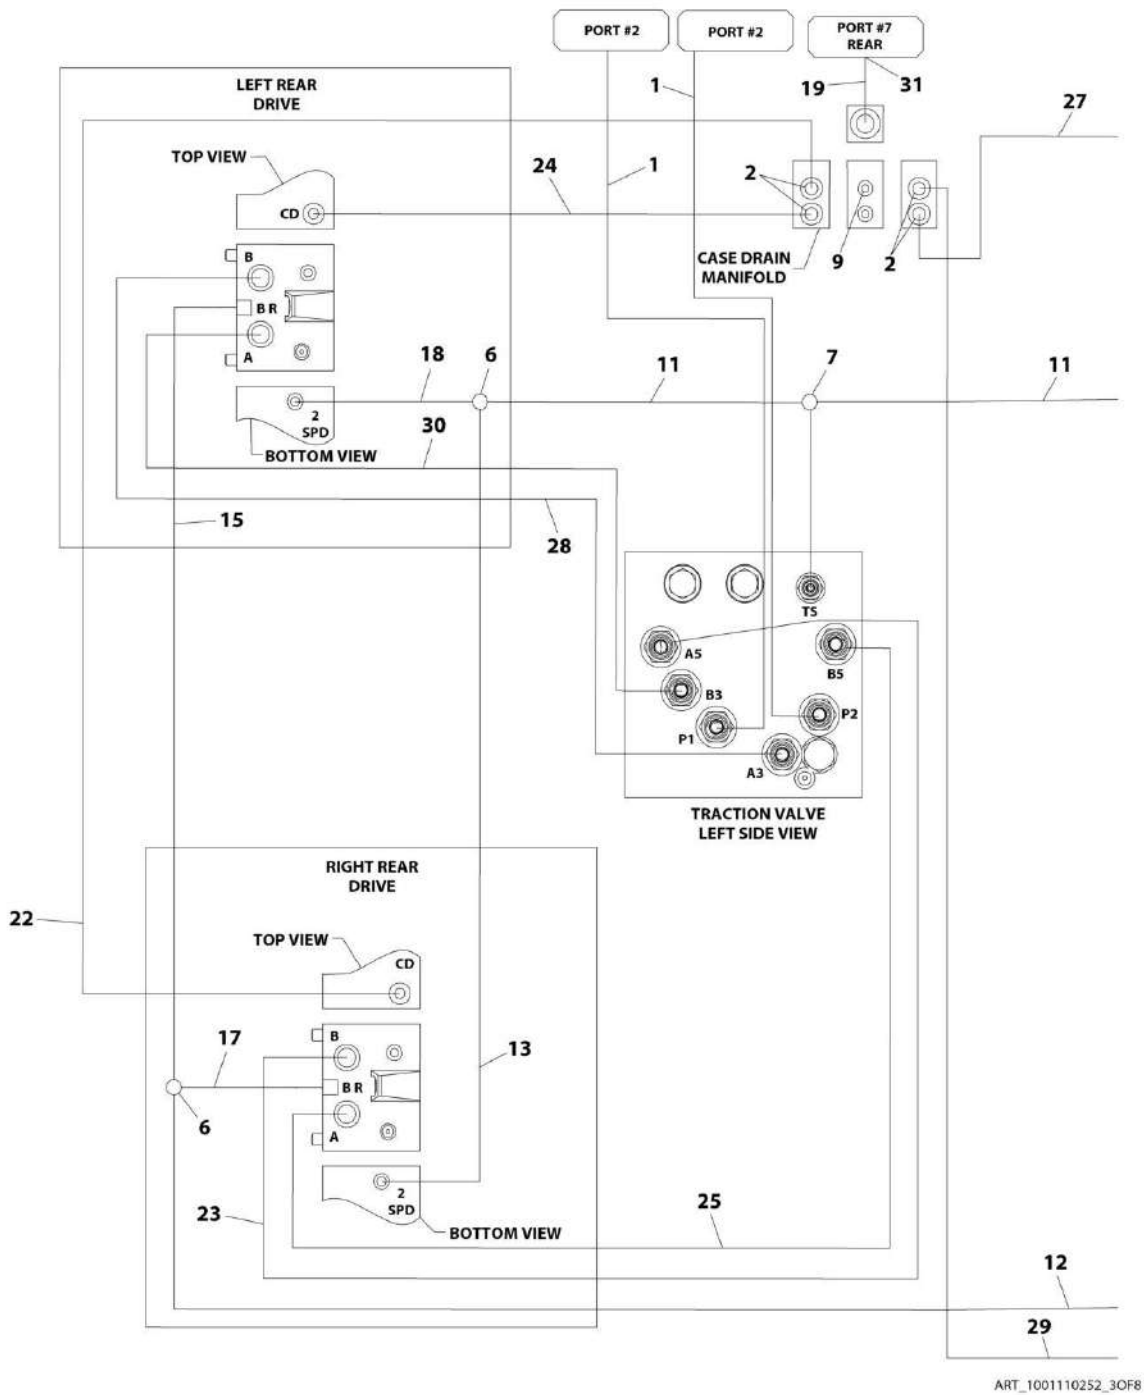 PORT #2
PORT #2
PORT #7
REAR
LEFT REAR
DRIVE
1
19
31
27
TOP VIEW
24
1
2
CD
CASE DRAIN
MANIFOLD
9
2
B
B R
A
18
6
11
7
11
2
SPD
30
BOTTOM VIEW
15
28
TS
A5
B5
B3
P2
P1
A3
TRACTION VALVE
LEFT SIDE VIEW
RIGHT REAR
DRIVE
22
TOP VIEW
CD
17
B
13
B R
6
A
2
SPD
23
25
BOTTOM VIEW
12
29
ART_1001110252_3OF8